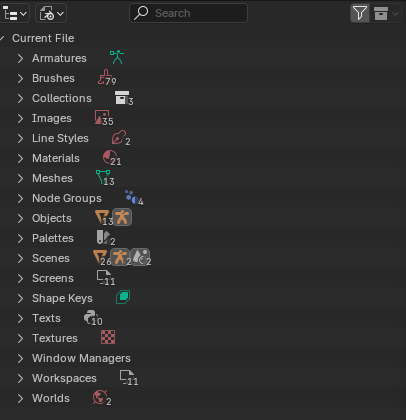 Search
Current File
Armatures
Brushes 79
Collections 3
Images 35
Line Styles 2
Materials 21
Meshes 13
Node Groups 4
Objects 13
Palettes 2
Scenes 26 2 2
Screens 11
Shape Keys
Texts 10
Textures
Window Managers
Workspaces 11
Worlds 2